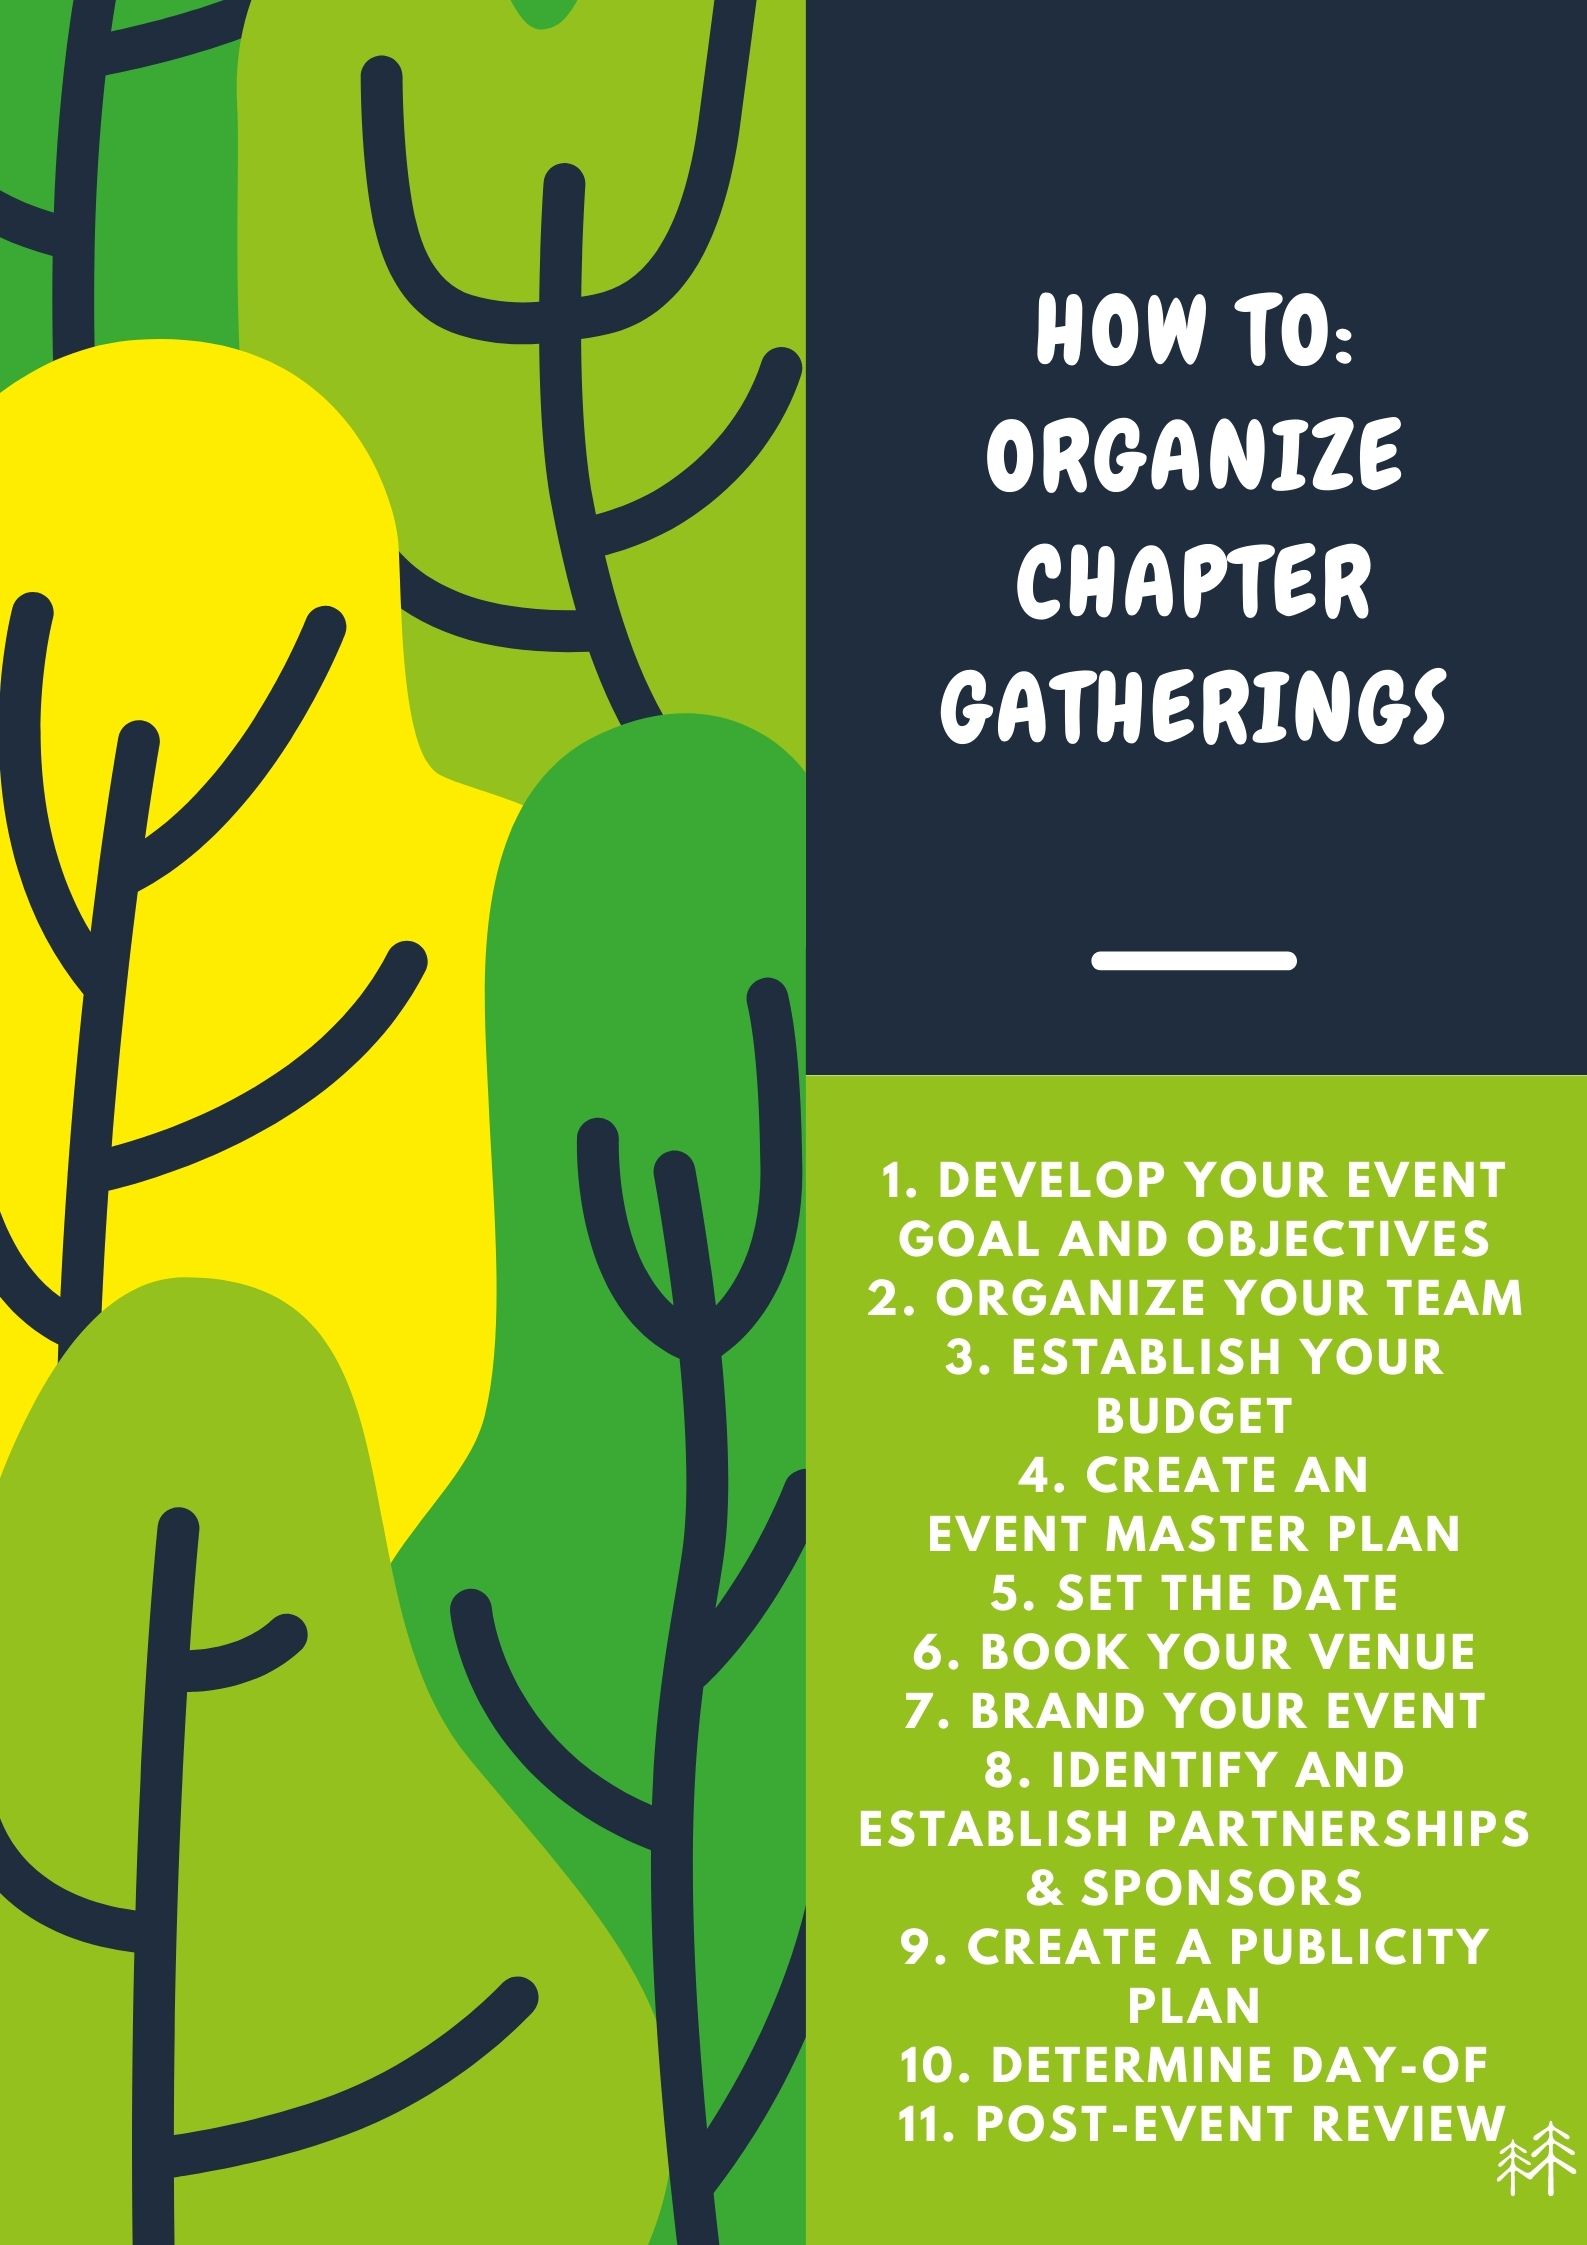 HOW TO:
ORGANIZE
CHAPTER
GATHERINGS
1. DEVELOP YOUR EVENT
GOAL AND OBJECTIVES
2. ORGANIZE YOUR TEAM
3. ESTABLISH YOUR
BUDGET
4. CREATE AN
EVENT MASTER PLAN
5. SET THE DATE
6. BOOK YOUR VENUE
7. BRAND YOUR EVENT
8. IDENTIFY AND
ESTABLISH PARTNERSHIPS
& SPONSORS
9. CREATE A PUBLICITY
PLAN
10. DETERMINE DAY-OF
11. POST-EVENT REVIEW